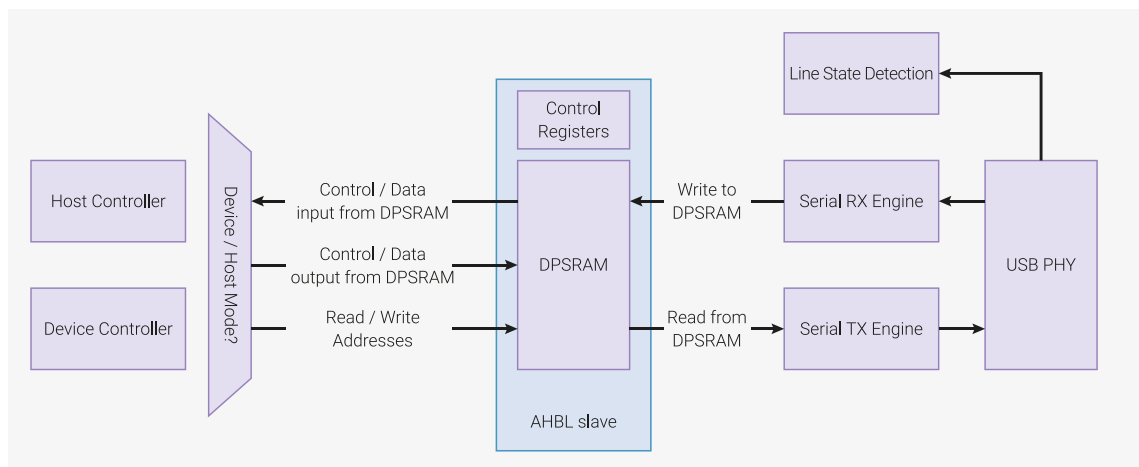 Line State Detection
Control
Registers
Host Controller
Device / Host Mode?
Control / Data
input from DPSRAM
Write to
DPSRAM
Serial RX Engine
Control / Data
output from DPSRAM
DPSRAM
USB PHY
Device Controller
Read / Write
Addresses
Read from
DPSRAM
Serial TX Engine
AHBL slave